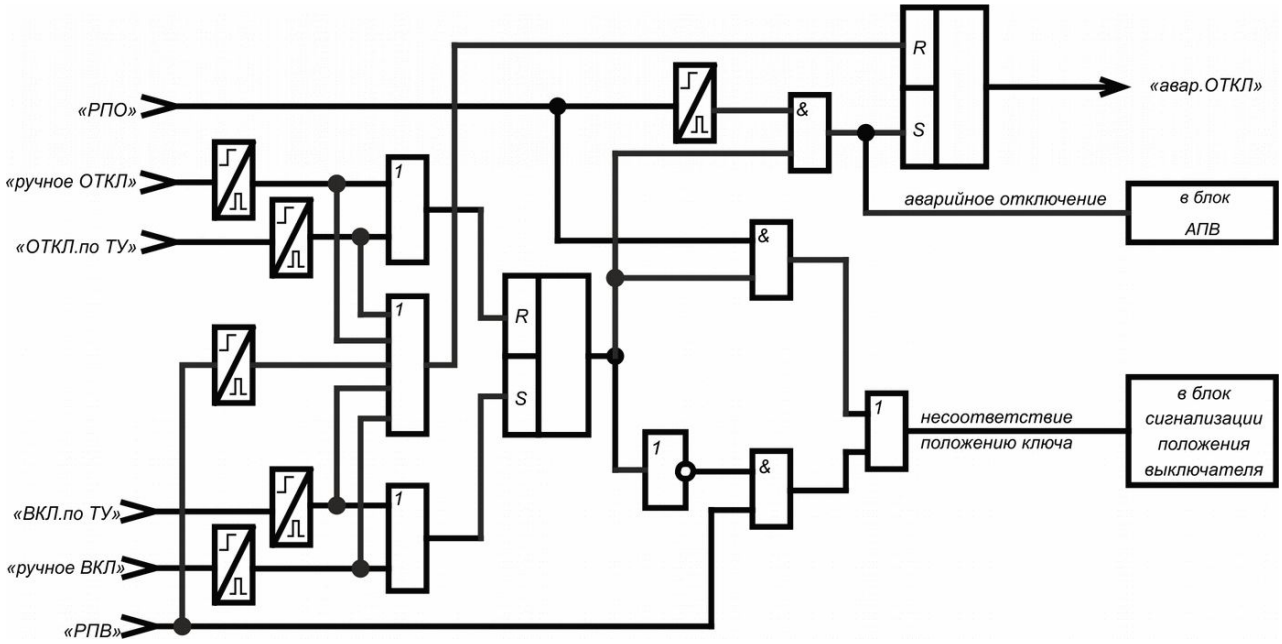 R
«РПО»
&
«авар.ОТКЛ»
S
«ручное ОТКЛ»
1
аварийное отключение
в блок
АПВ
«ОТКЛ.по ТУ»
&
1
R
S
1
несоответствие
положению ключа
в блок
сигнализации
положения
выключателя
1
&
«ВКЛ.по ТУ»
1
«ручное ВКЛ»
«РПВ»